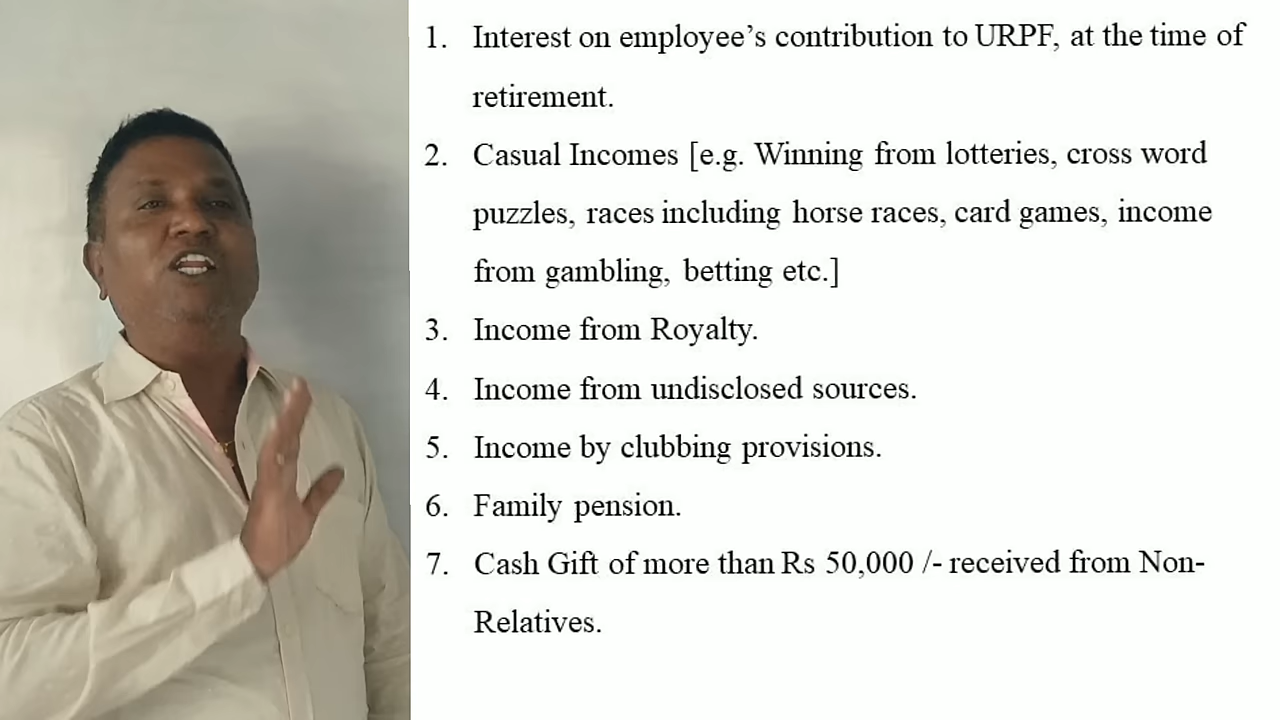 1. Interest on employee’s contribution to URPF, at the time of
retirement.
2. Casual Incomes [e.g. Winning from lotteries, cross word
puzzles, races including horse races, card games, income
from gambling, betting etc.]
3. Income from Royalty.
4. Income from undisclosed sources.
5. Income by clubbing provisions.
6. Family pension.
7. Cash Gift of more than Rs 50,000 /- received from Non-
Relatives.